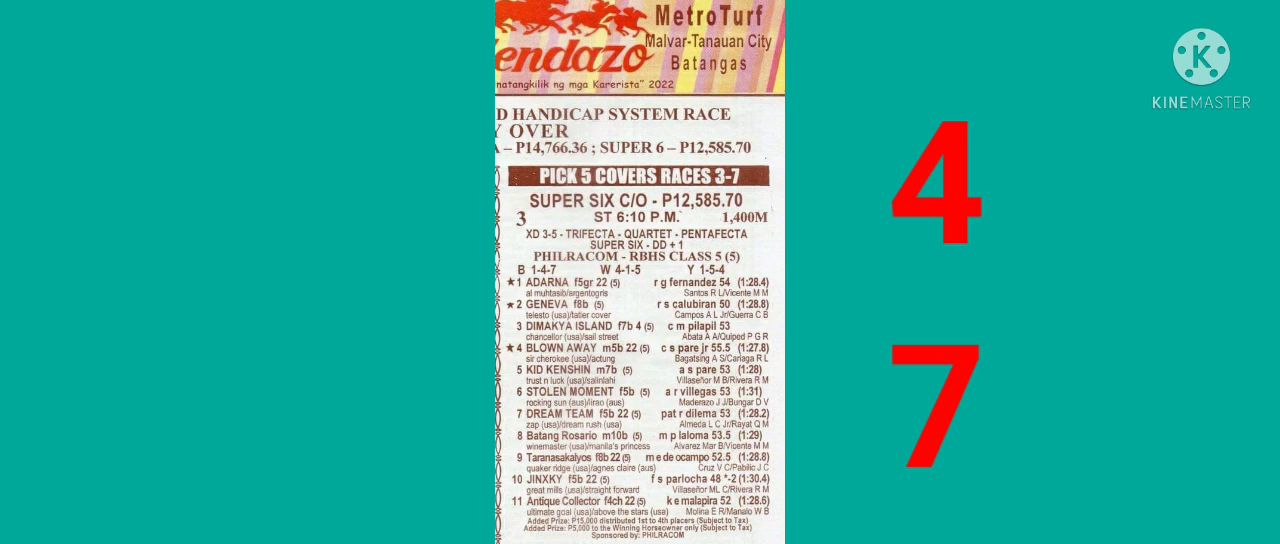 MetroTurf
Malvar-Tanauan City
Batangas
endazo
natangkilik ng mga Karerista" 2022
D HANDICAP SYSTEM RACE
Y OVER
A – P14,766.36 ; SUPER 6 – P12,585.70
PICK 5 COVERS RACES 3-7
SUPER SIX C/O - P12,585.70
3 ST 6:10 P.M. 1,400M
XD 3-5 - TRIFECTA - QUARTET - PENTAFECTA
SUPER SIX - DD + 1
PHILRACOM - RBHS CLASS 5 (5)
B 1-4-7 W 4-1-5 Y 1-5-4
★1 ADARNA f5gr 22 (5) r g fernandez 54 (1:28.4)
al muhtasib/argentogris Santos R L/Vicente M M
★2 GENEVA f8b (5) r s calubiran 50 (1:28.8)
telesto (usa)/tatler cover Campos A L Jr/Guerra C B
3 DIMAKYA ISLAND f7b 4 (5) c m pilapil 53
chancellor (usa)/sail street Abata A A/Quiped P G R
★4 BLOWN AWAY m5b 22 (5) c s pare jr 55.5 (1:27.8)
sir cherokee (usa)/actung Bagatsing A S/Cariaga R L
5 KID KENSHIN m7b (5) a s pare 53 (1:28)
trust n luck (usa)/salinlahi Villaseñor M B/Rivera R M
6 STOLEN MOMENT f5b (5) a r villegas 53 (1:31)
rocking sun (aus)/lirao (aus) Maderazo J J/Bungar D V
7 DREAM TEAM f5b 22 (5) pat r dilema 53 (1:28.2)
zap (usa)/dream rush (usa) Almeda L C Jr/Rayat Q M
8 Batang Rosario m10b (5) m p laloma 53.5 (1:29)
winemaster (usa)/manila's princess Alvarez Mar B/Vicente M M
9 Taranasakalyos f8b 22 (5) m e de ocampo 52.5 (1:28.8)
quaker ridge (usa)/agnes claire (aus) Cruz V C/Pabilic J C
10 JINXKY f5b 22 (5) f s parlocha 48 *-2 (1:30.4)
great mills (usa)/straight forward Villaseñor ML C/Rivera R M
11 Antique Collector f4ch 22 (5) k e malapira 52 (1:28.6)
ultimate goal (usa)/above the stars (usa) Molina E R/Manalo W B
Added Prize: P15,000 distributed 1st to 4th placers (Subject to Tax)
Added Prize: P5,000 to the Winning Horseowner only (Subject to Tax)
Sponsored by: PHILRACOM
4
7
K
KINEMASTER